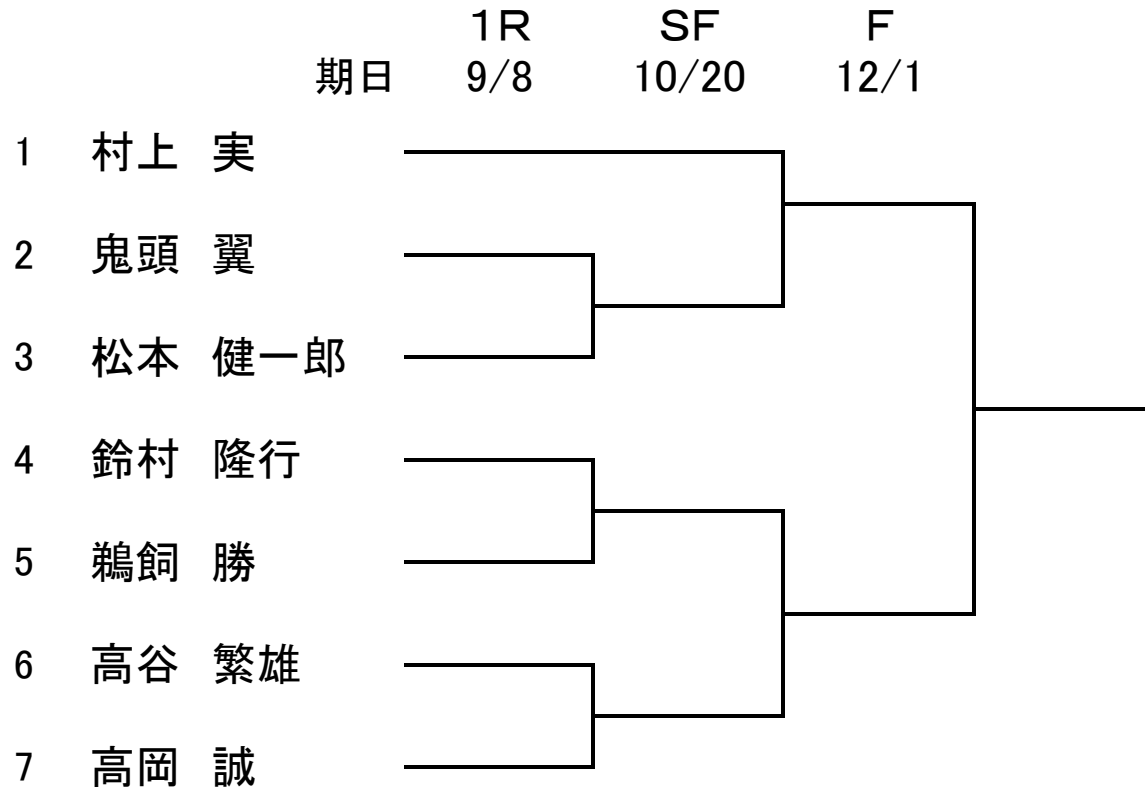 1R SF F
期日 9/8 10/20 12/1
1 村上 実
2 鬼頭 翼
3 松本 健一郎
4 鈴村 隆行
5 鵜飼 勝
6 高谷 繁雄
7 高岡 誠